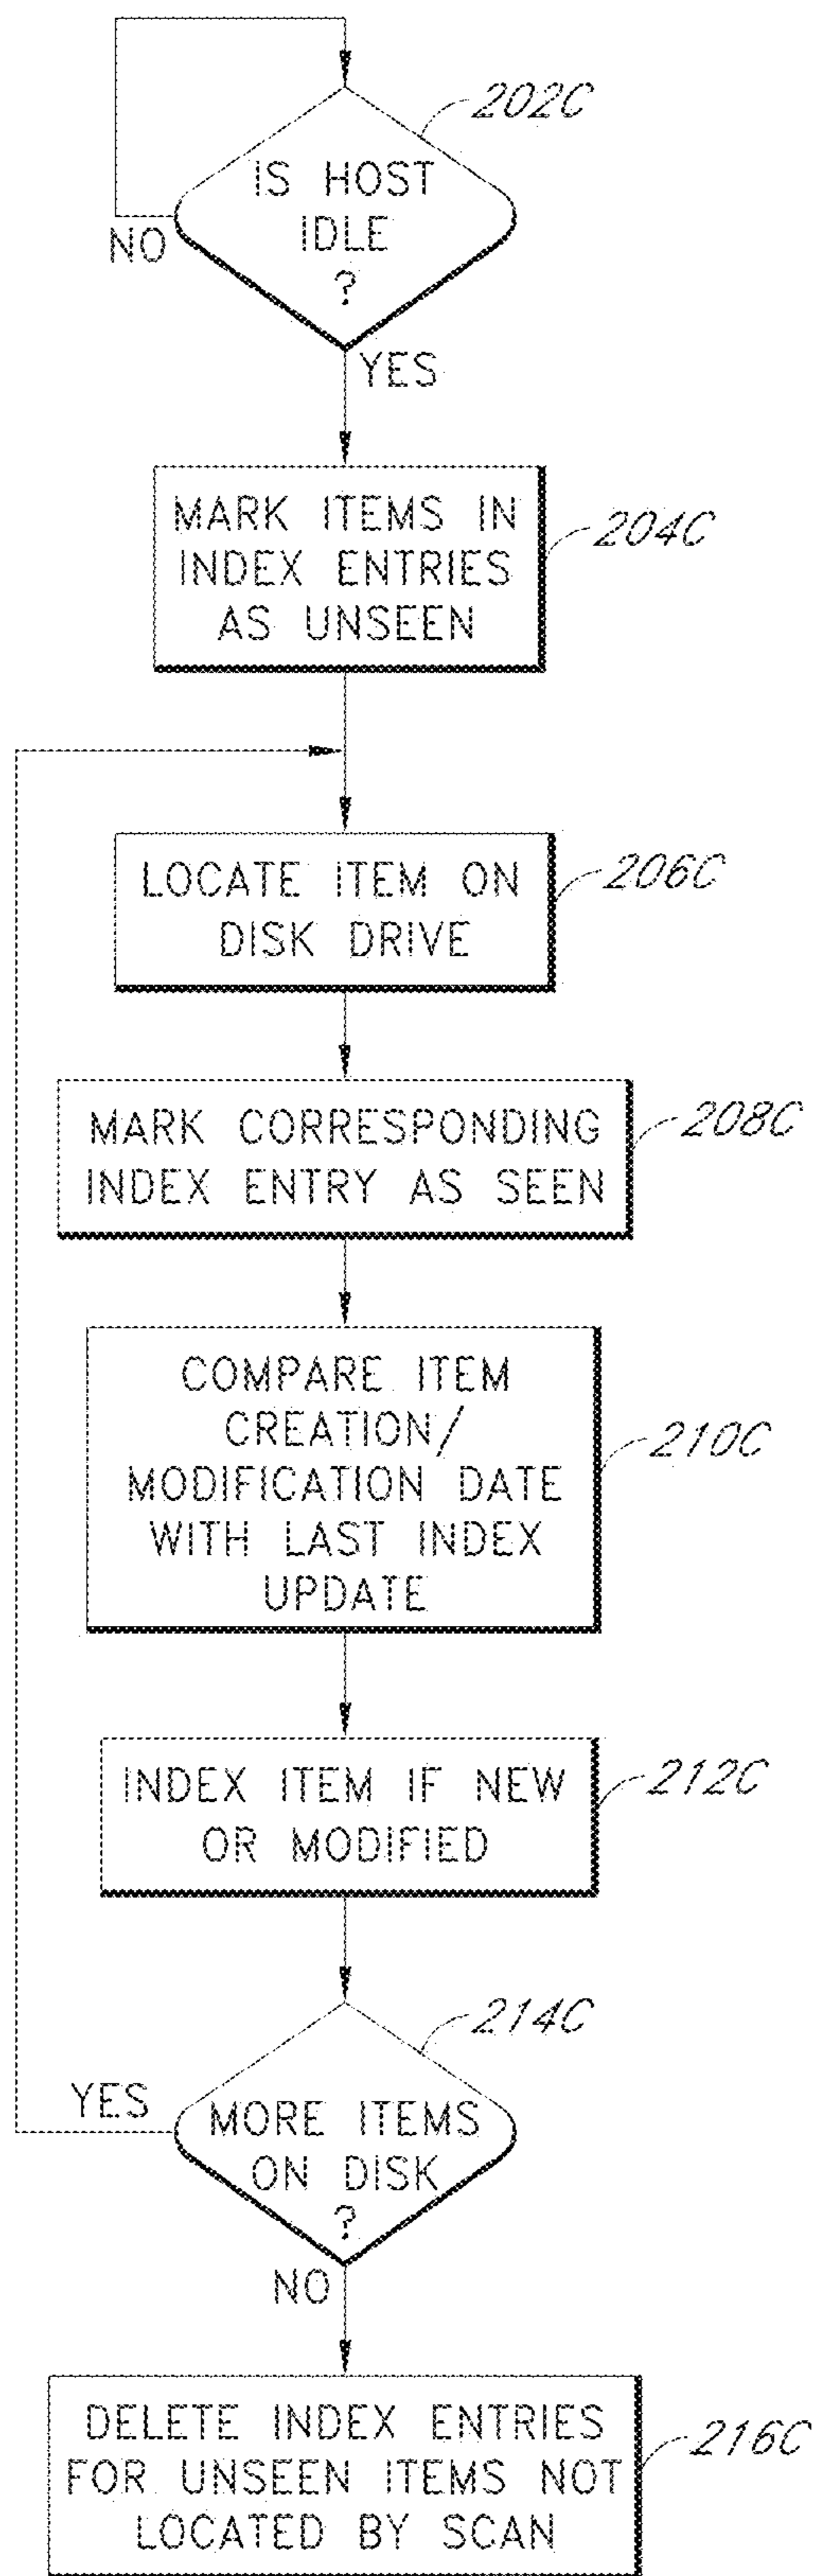 202C
IS HOST
IDLE
?
NO
YES
MARK ITEMS IN
INDEX ENTRIES
AS UNSEEN
204C
LOCATE ITEM ON
DISK DRIVE
206C
MARK CORRESPONDING
INDEX ENTRY AS SEEN
208C
COMPARE ITEM
CREATION/
MODIFICATION DATE
WITH LAST INDEX
UPDATE
210C
INDEX ITEM IF NEW
OR MODIFIED
212C
214C
YES
MORE ITEMS
ON DISK
?
NO
DELETE INDEX ENTRIES
FOR UNSEEN ITEMS NOT
LOCATED BY SCAN
216C